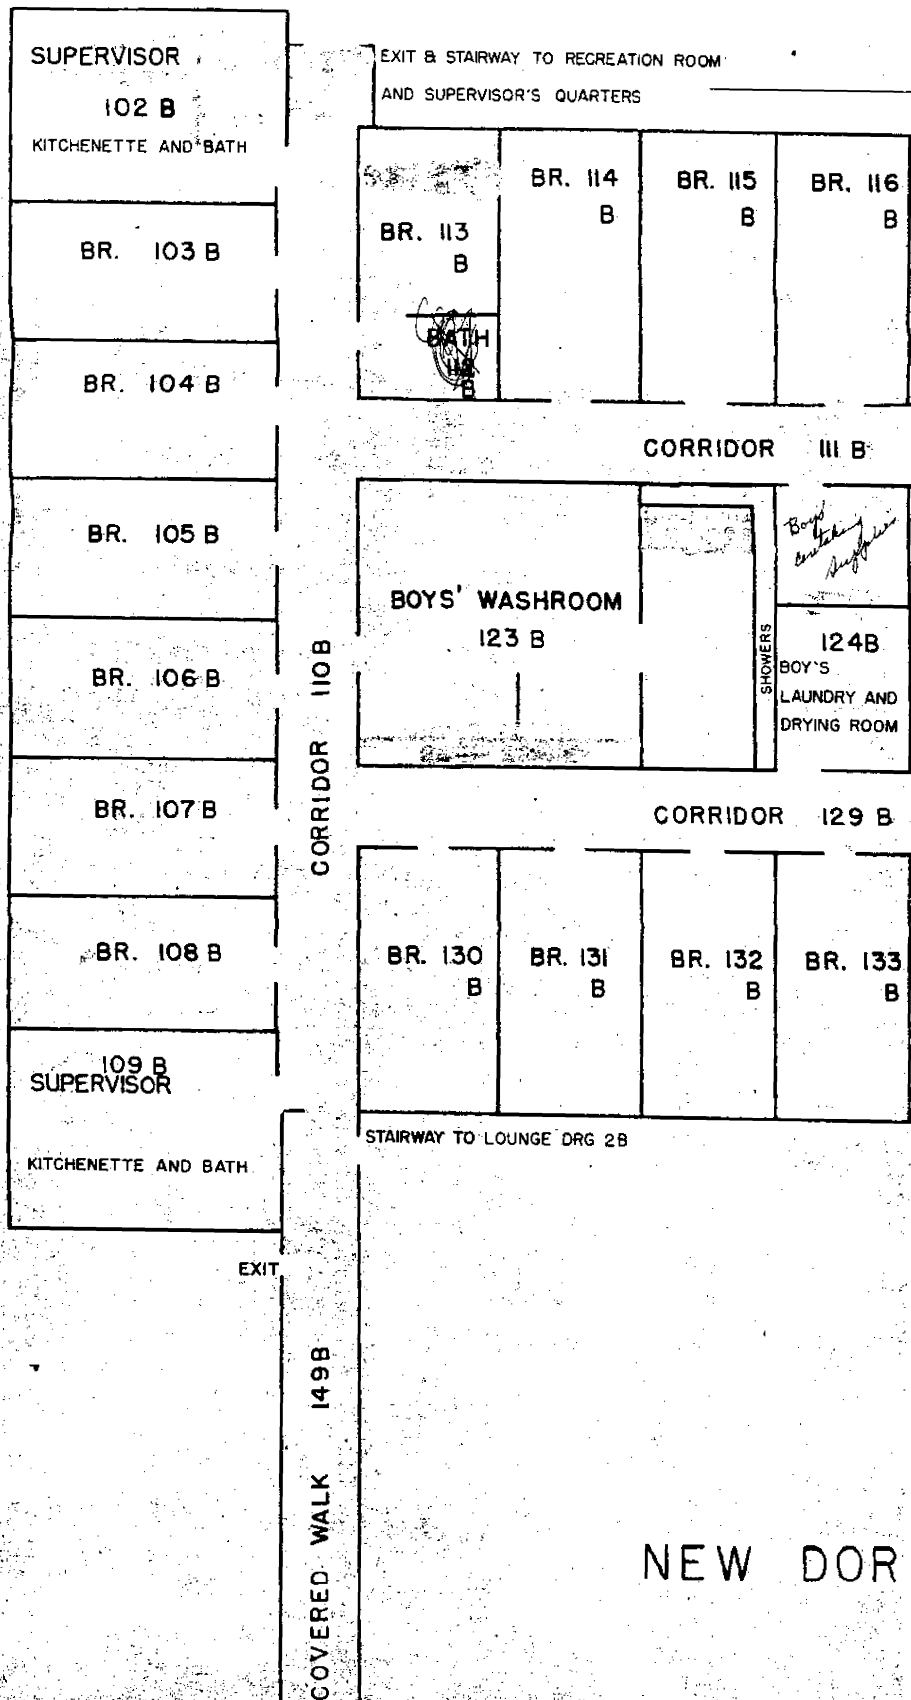 SUPERVISOR
102 B
KITCHENETTE AND BATH
EXIT & STAIRWAY TO RECREATION ROOM
AND SUPERVISOR'S QUARTERS
BR. 103 B
BR. 104 B
BR. 105 B
BR. 106 B
BR. 107 B
BR. 108 B
109 B
SUPERVISOR
KITCHENETTE AND BATH
CORRIDOR 110 B
BR. 113
B
BATH
B
BR. 114
B
BR. 115
B
BR. 116
B
CORRIDOR 111 B
BOYS' WASHROOM
123 B
SHOWERS
Boys
caretaking
Supplies
124B
BOY'S
LAUNDRY AND
DRYING ROOM
CORRIDOR 129 B
BR. 130
B
BR. 131
B
BR. 132
B
BR. 133
B
STAIRWAY TO LOUNGE DRG 2B
EXIT
COVERED WALK 149B
NEW DOR